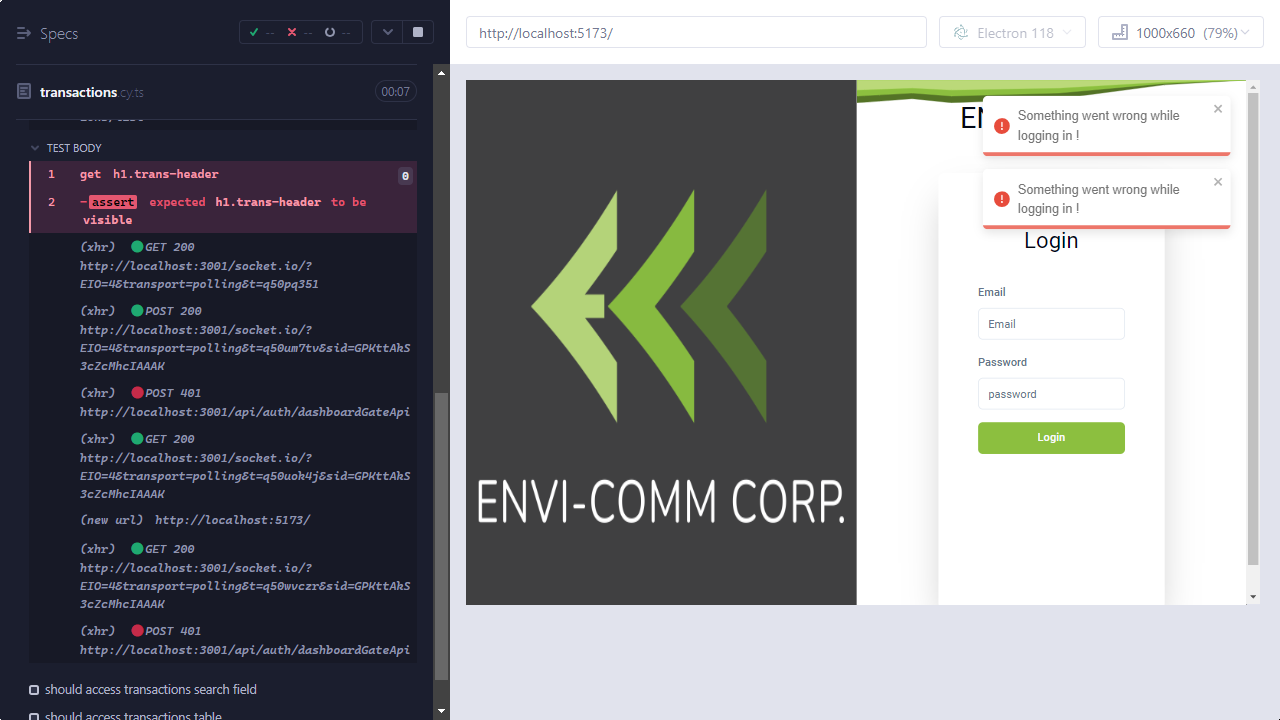 Specs
--
--
--
transactions.cy.ts
00:07
TEST BODY
1 get h1.trans-header 0
2 -assert expected h1.trans-header to be
visible
(xhr) GET 200
http://localhost:3001/socket.io/?
EIO=4&transport=polling&t=q50pq351
(xhr) POST 200
http://localhost:3001/socket.io/?
EIO=4&transport=polling&t=q50um7tv&sid=GPKttAkS
3cZcMhcIAAAK
(xhr) POST 401
http://localhost:3001/api/auth/dashboardGateApi
(xhr) GET 200
http://localhost:3001/socket.io/?
EIO=4&transport=polling&t=q50uok4j&sid=GPKttAkS
3cZcMhcIAAAK
(new url) http://localhost:5173/
(xhr) GET 200
http://localhost:3001/socket.io/?
EIO=4&transport=polling&t=q50wvczr&sid=GPKttAkS
3cZcMhcIAAAK
(xhr) POST 401
http://localhost:3001/api/auth/dashboardGateApi
should access transactions search field
should access transactions table
http://localhost:5173/
Electron 118
1000x660 (79%)
ENVI-COMM CORP.
Something went wrong while
logging in !
Something went wrong while
logging in !
Login
Email
Email
Password
password
Login